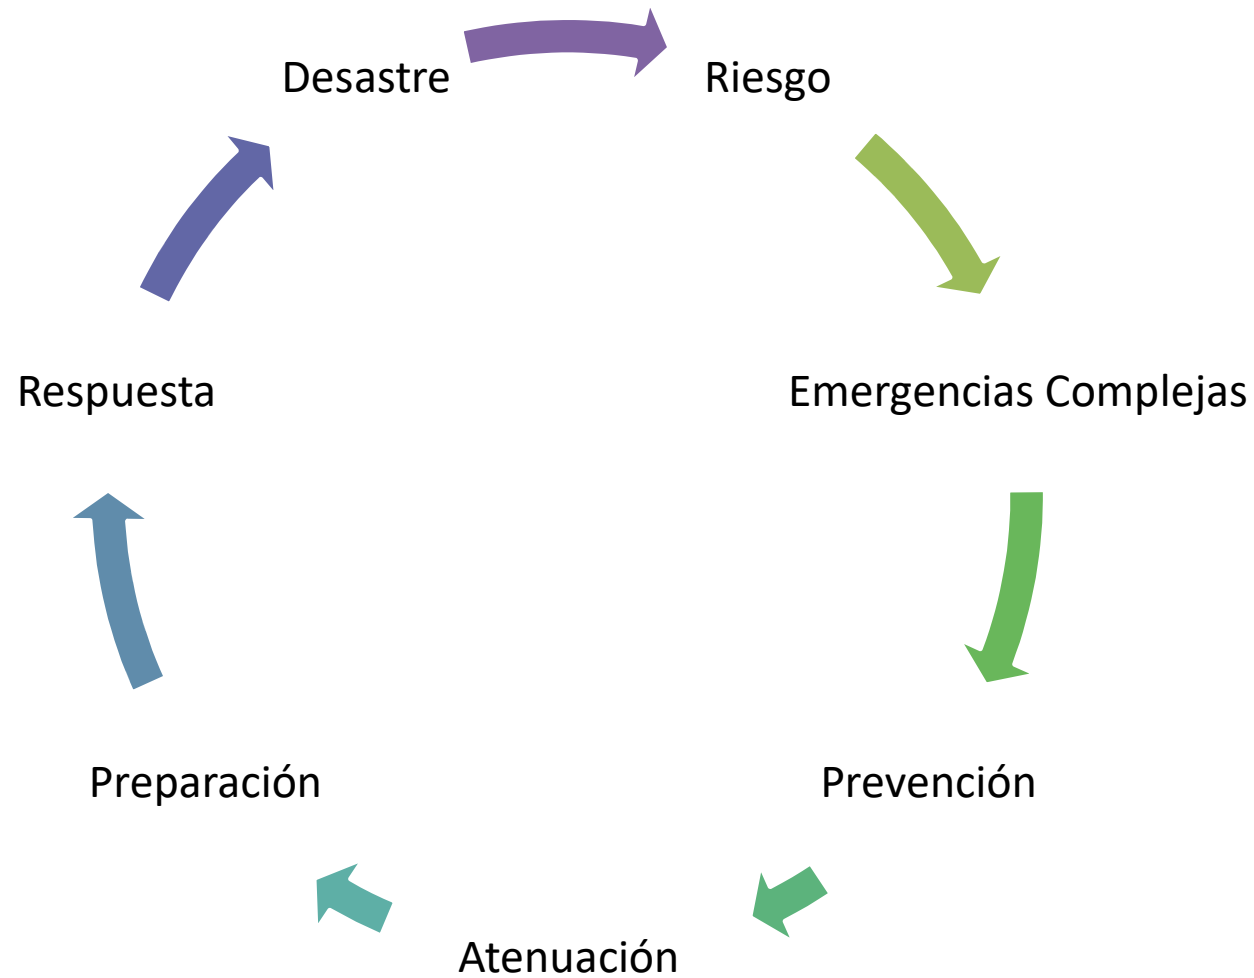 Desastre
Riesgo
Emergencias Complejas
Prevención
Atenuación
Preparación
Respuesta